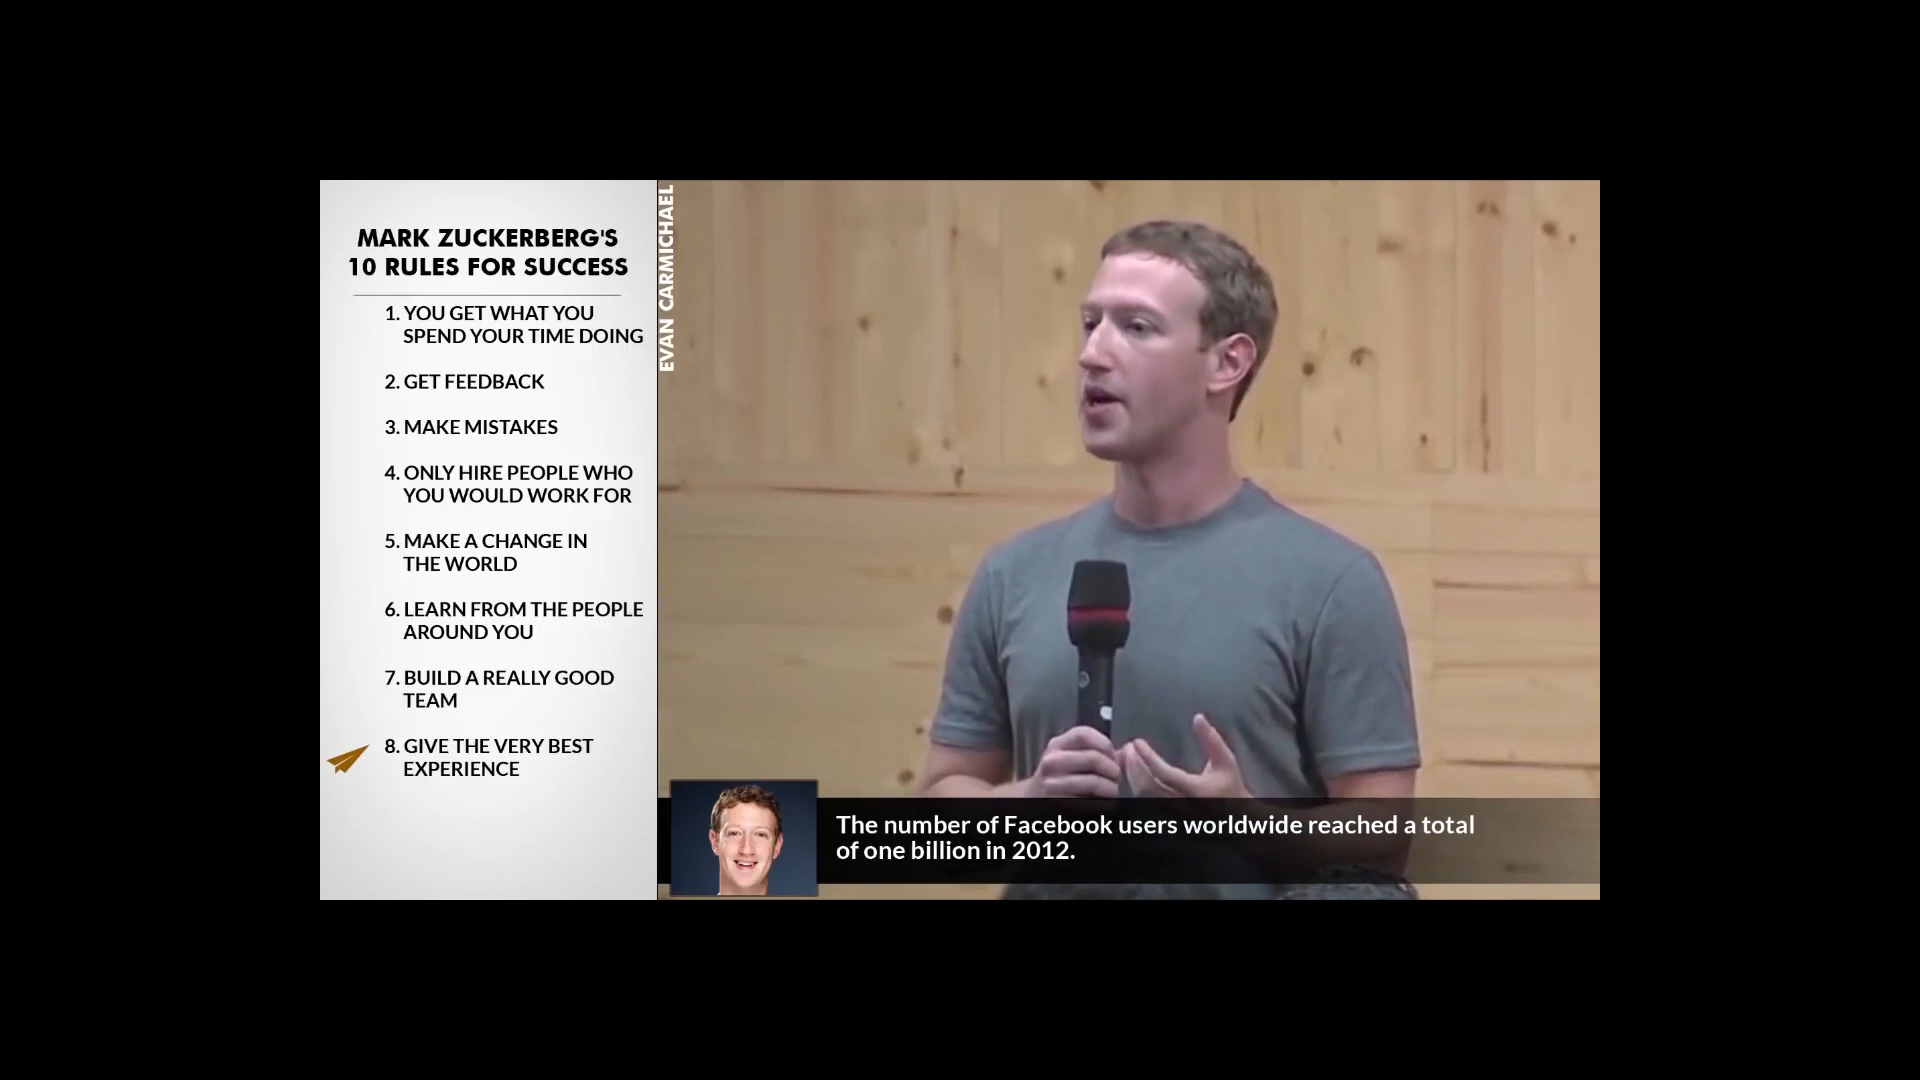 MARK ZUCKERBERG'S
10 RULES FOR SUCCESS
1. YOU GET WHAT YOU
SPEND YOUR TIME DOING
2. GET FEEDBACK
3. MAKE MISTAKES
4. ONLY HIRE PEOPLE WHO
YOU WOULD WORK FOR
5. MAKE A CHANGE IN
THE WORLD
6. LEARN FROM THE PEOPLE
AROUND YOU
7. BUILD A REALLY GOOD
TEAM
8. GIVE THE VERY BEST
EXPERIENCE
EVAN CARMICHAEL
The number of Facebook users worldwide reached a total
of one billion in 2012.